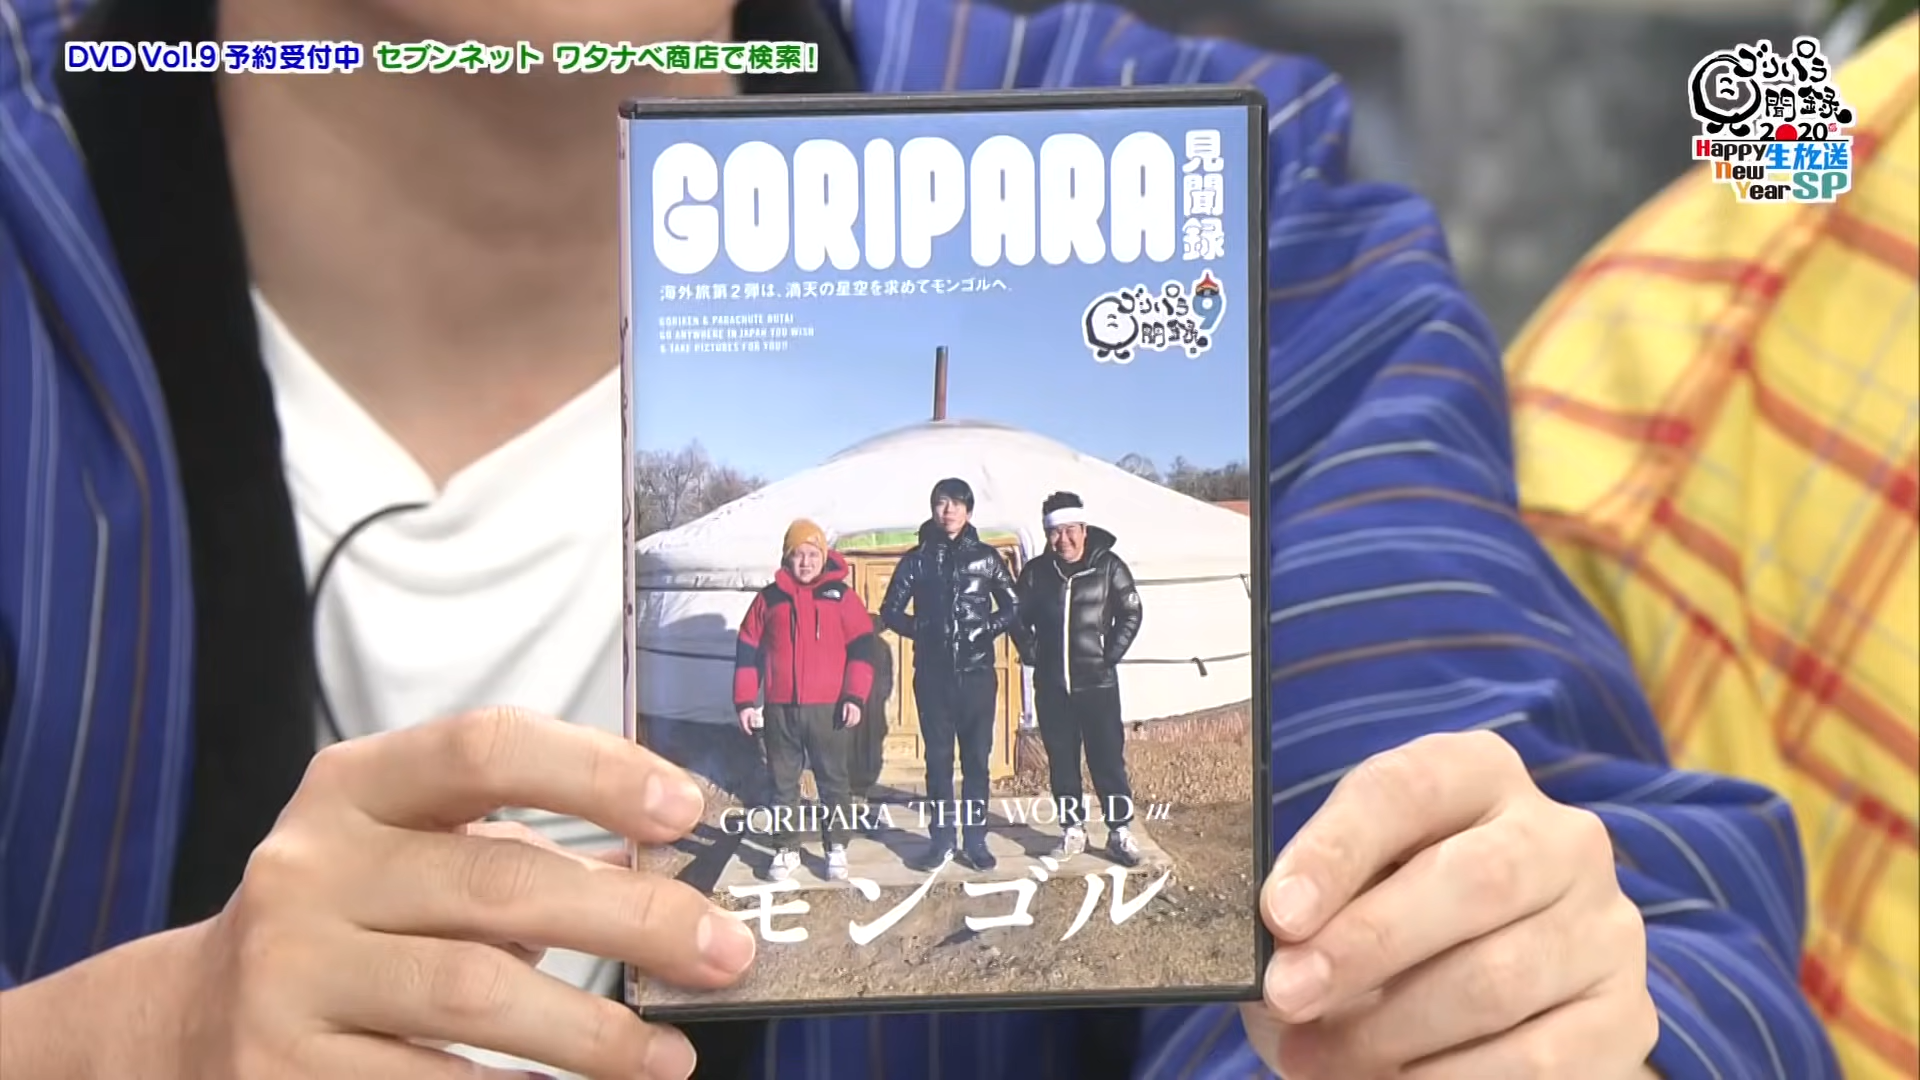 DVD Vol.9 予約受付中 セブンネット ワタナベ商店で検索!
ゴリパラ
見聞録
2020
Happy New Year
生放送SP
GORIPARA 見聞録
海外旅第2弾は、満天の星空を求めてモンゴルへ。
GORIKEN & PARACHUTE BUTAI
GO ANYWHERE IN JAPAN YOU WISH
& TAKE PICTURES FOR YOU!!
ゴリパラ 9
見聞録
GORIPARA THE WORLD in
モンゴル